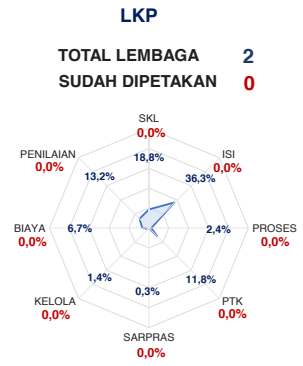 LKP
TOTAL LEMBAGA 2
SUDAH DIPETAKAN 0
SKL
0,0%
18,8%
PENILAIAN
0,0%
13,2%
ISI
0,0%
36,3%
BIAYA
0,0%
6,7%
2,4%
PROSES
0,0%
1,4%
KELOLA
0,0%
0,3%
11,8%
PTK
0,0%
SARPRAS
0,0%